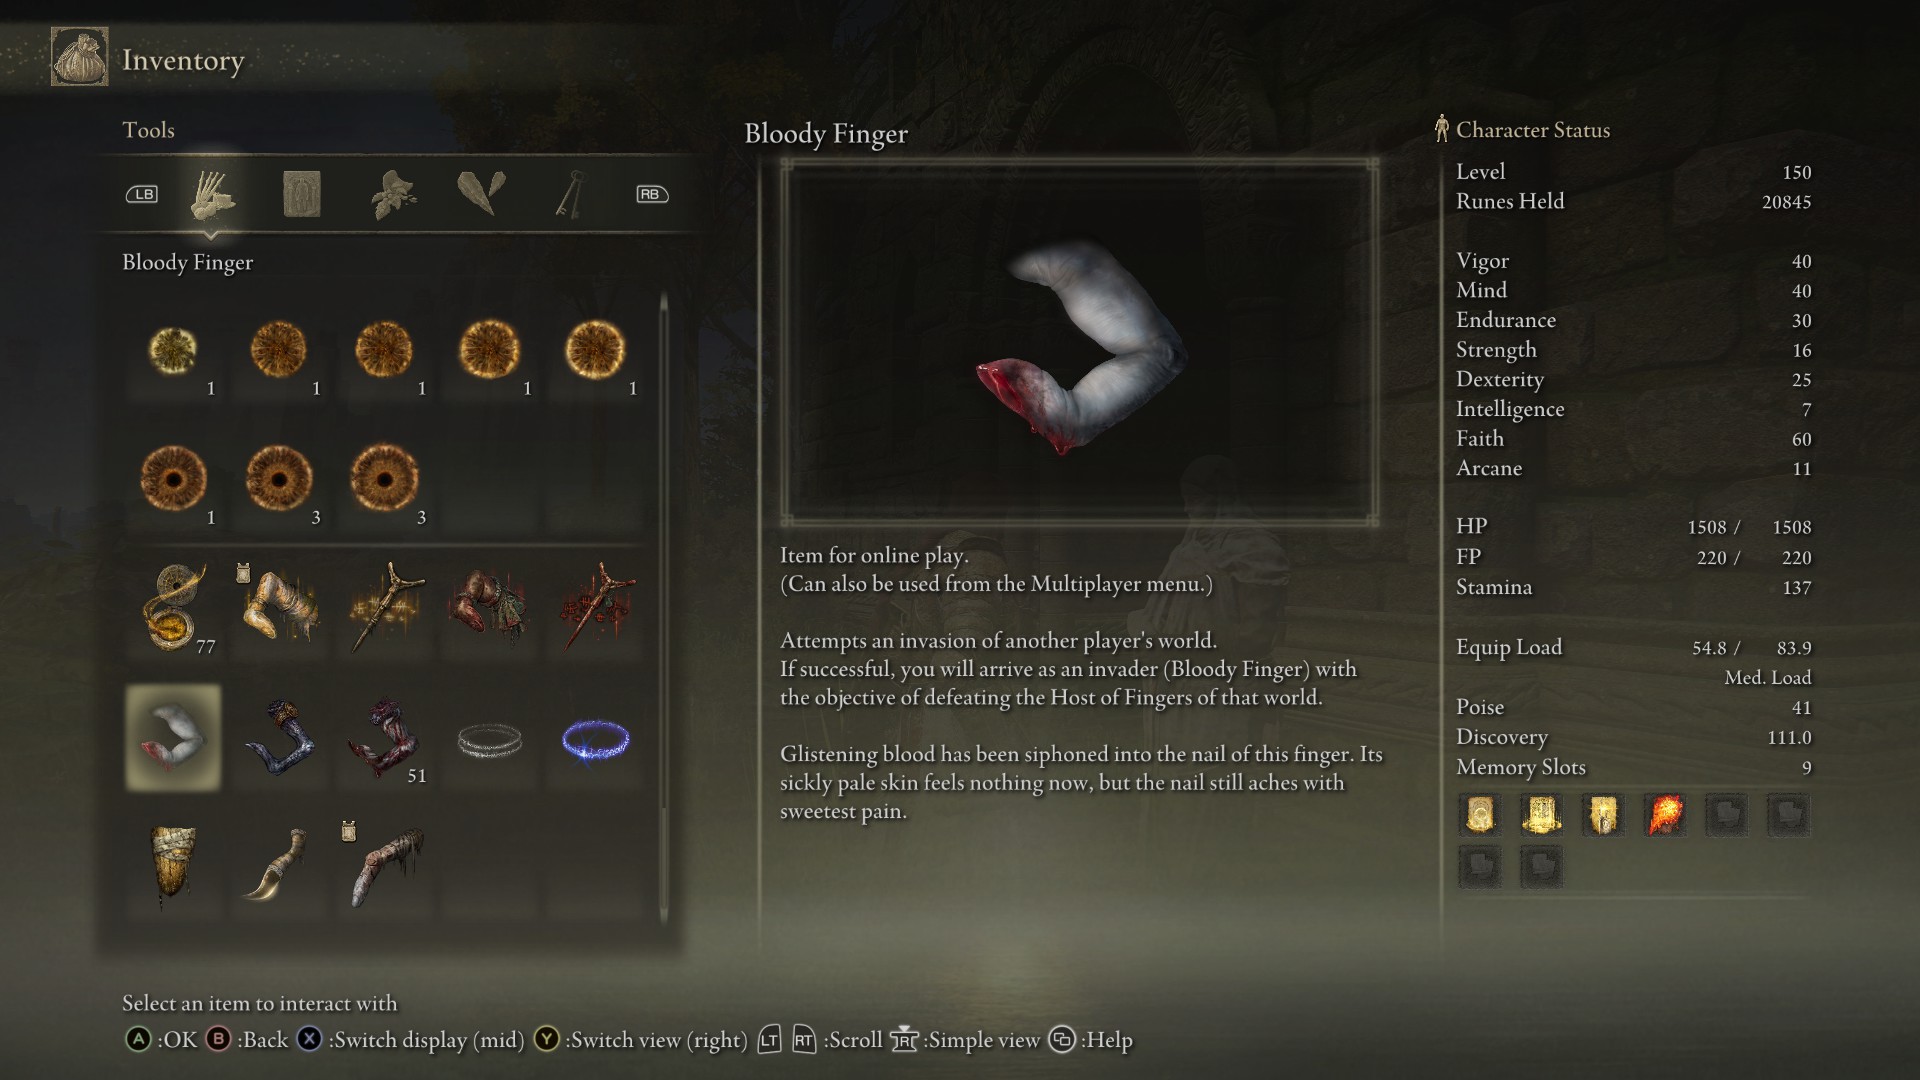 Inventory
Tools
LB
RB
Bloody Finger
1
1
1
1
1
1
3
3
77
51
Select an item to interact with
A :OK B :Back X :Switch display (mid) Y :Switch view (right) LT RT :Scroll R :Simple view :Help
Bloody Finger
Item for online play.
(Can also be used from the Multiplayer menu.)
Attempts an invasion of another player's world.
If successful, you will arrive as an invader (Bloody Finger) with
the objective of defeating the Host of Fingers of that world.
Glistening blood has been siphoned into the nail of this finger. Its
sickly pale skin feels nothing now, but the nail still aches with
sweetest pain.
Character Status
Level 150
Runes Held 20845
Vigor 40
Mind 40
Endurance 30
Strength 16
Dexterity 25
Intelligence 7
Faith 60
Arcane 11
HP 1508 / 1508
FP 220 / 220
Stamina 137
Equip Load 54.8 / 83.9
Med. Load
Poise 41
Discovery 111.0
Memory Slots 9